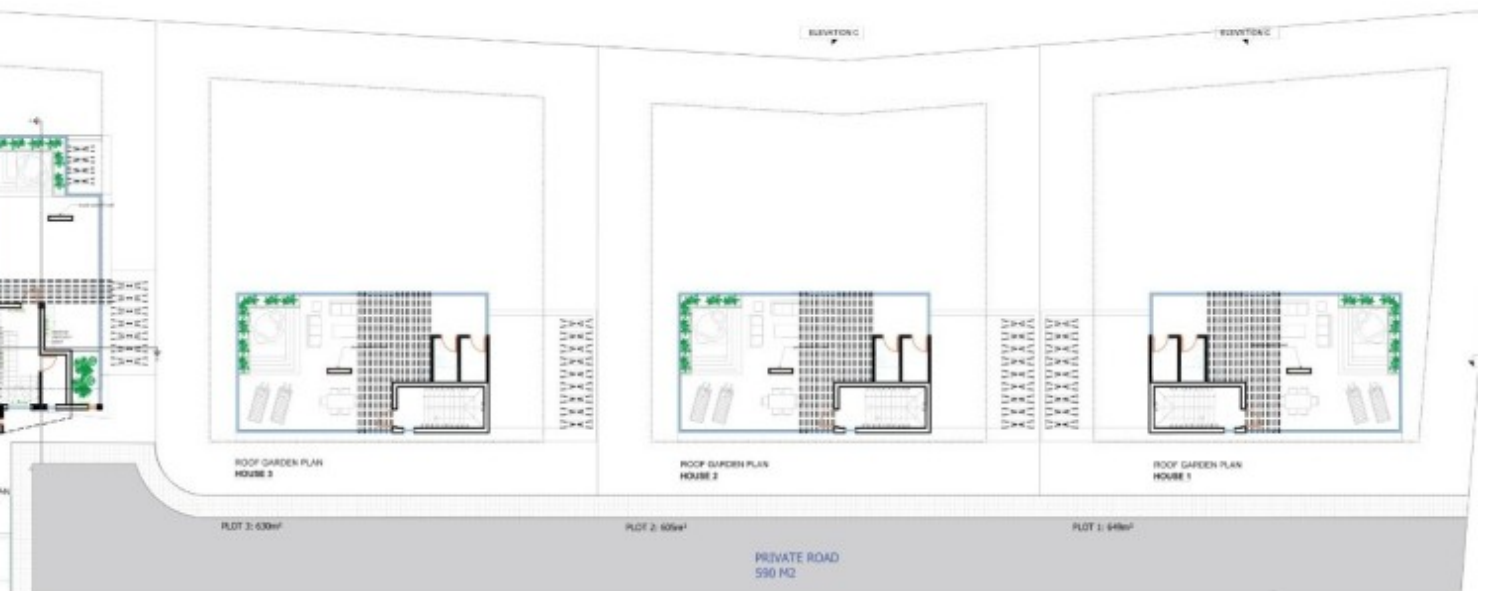 ELEVATION C
ELEVATION C
ROOF GARDEN PLAN
HOUSE 3
ROOF GARDEN PLAN
HOUSE 2
ROOF GARDEN PLAN
HOUSE 1
PLOT 3: 630m²
PLOT 2: 605m²
PLOT 1: 649m²
PRIVATE ROAD
590 M2